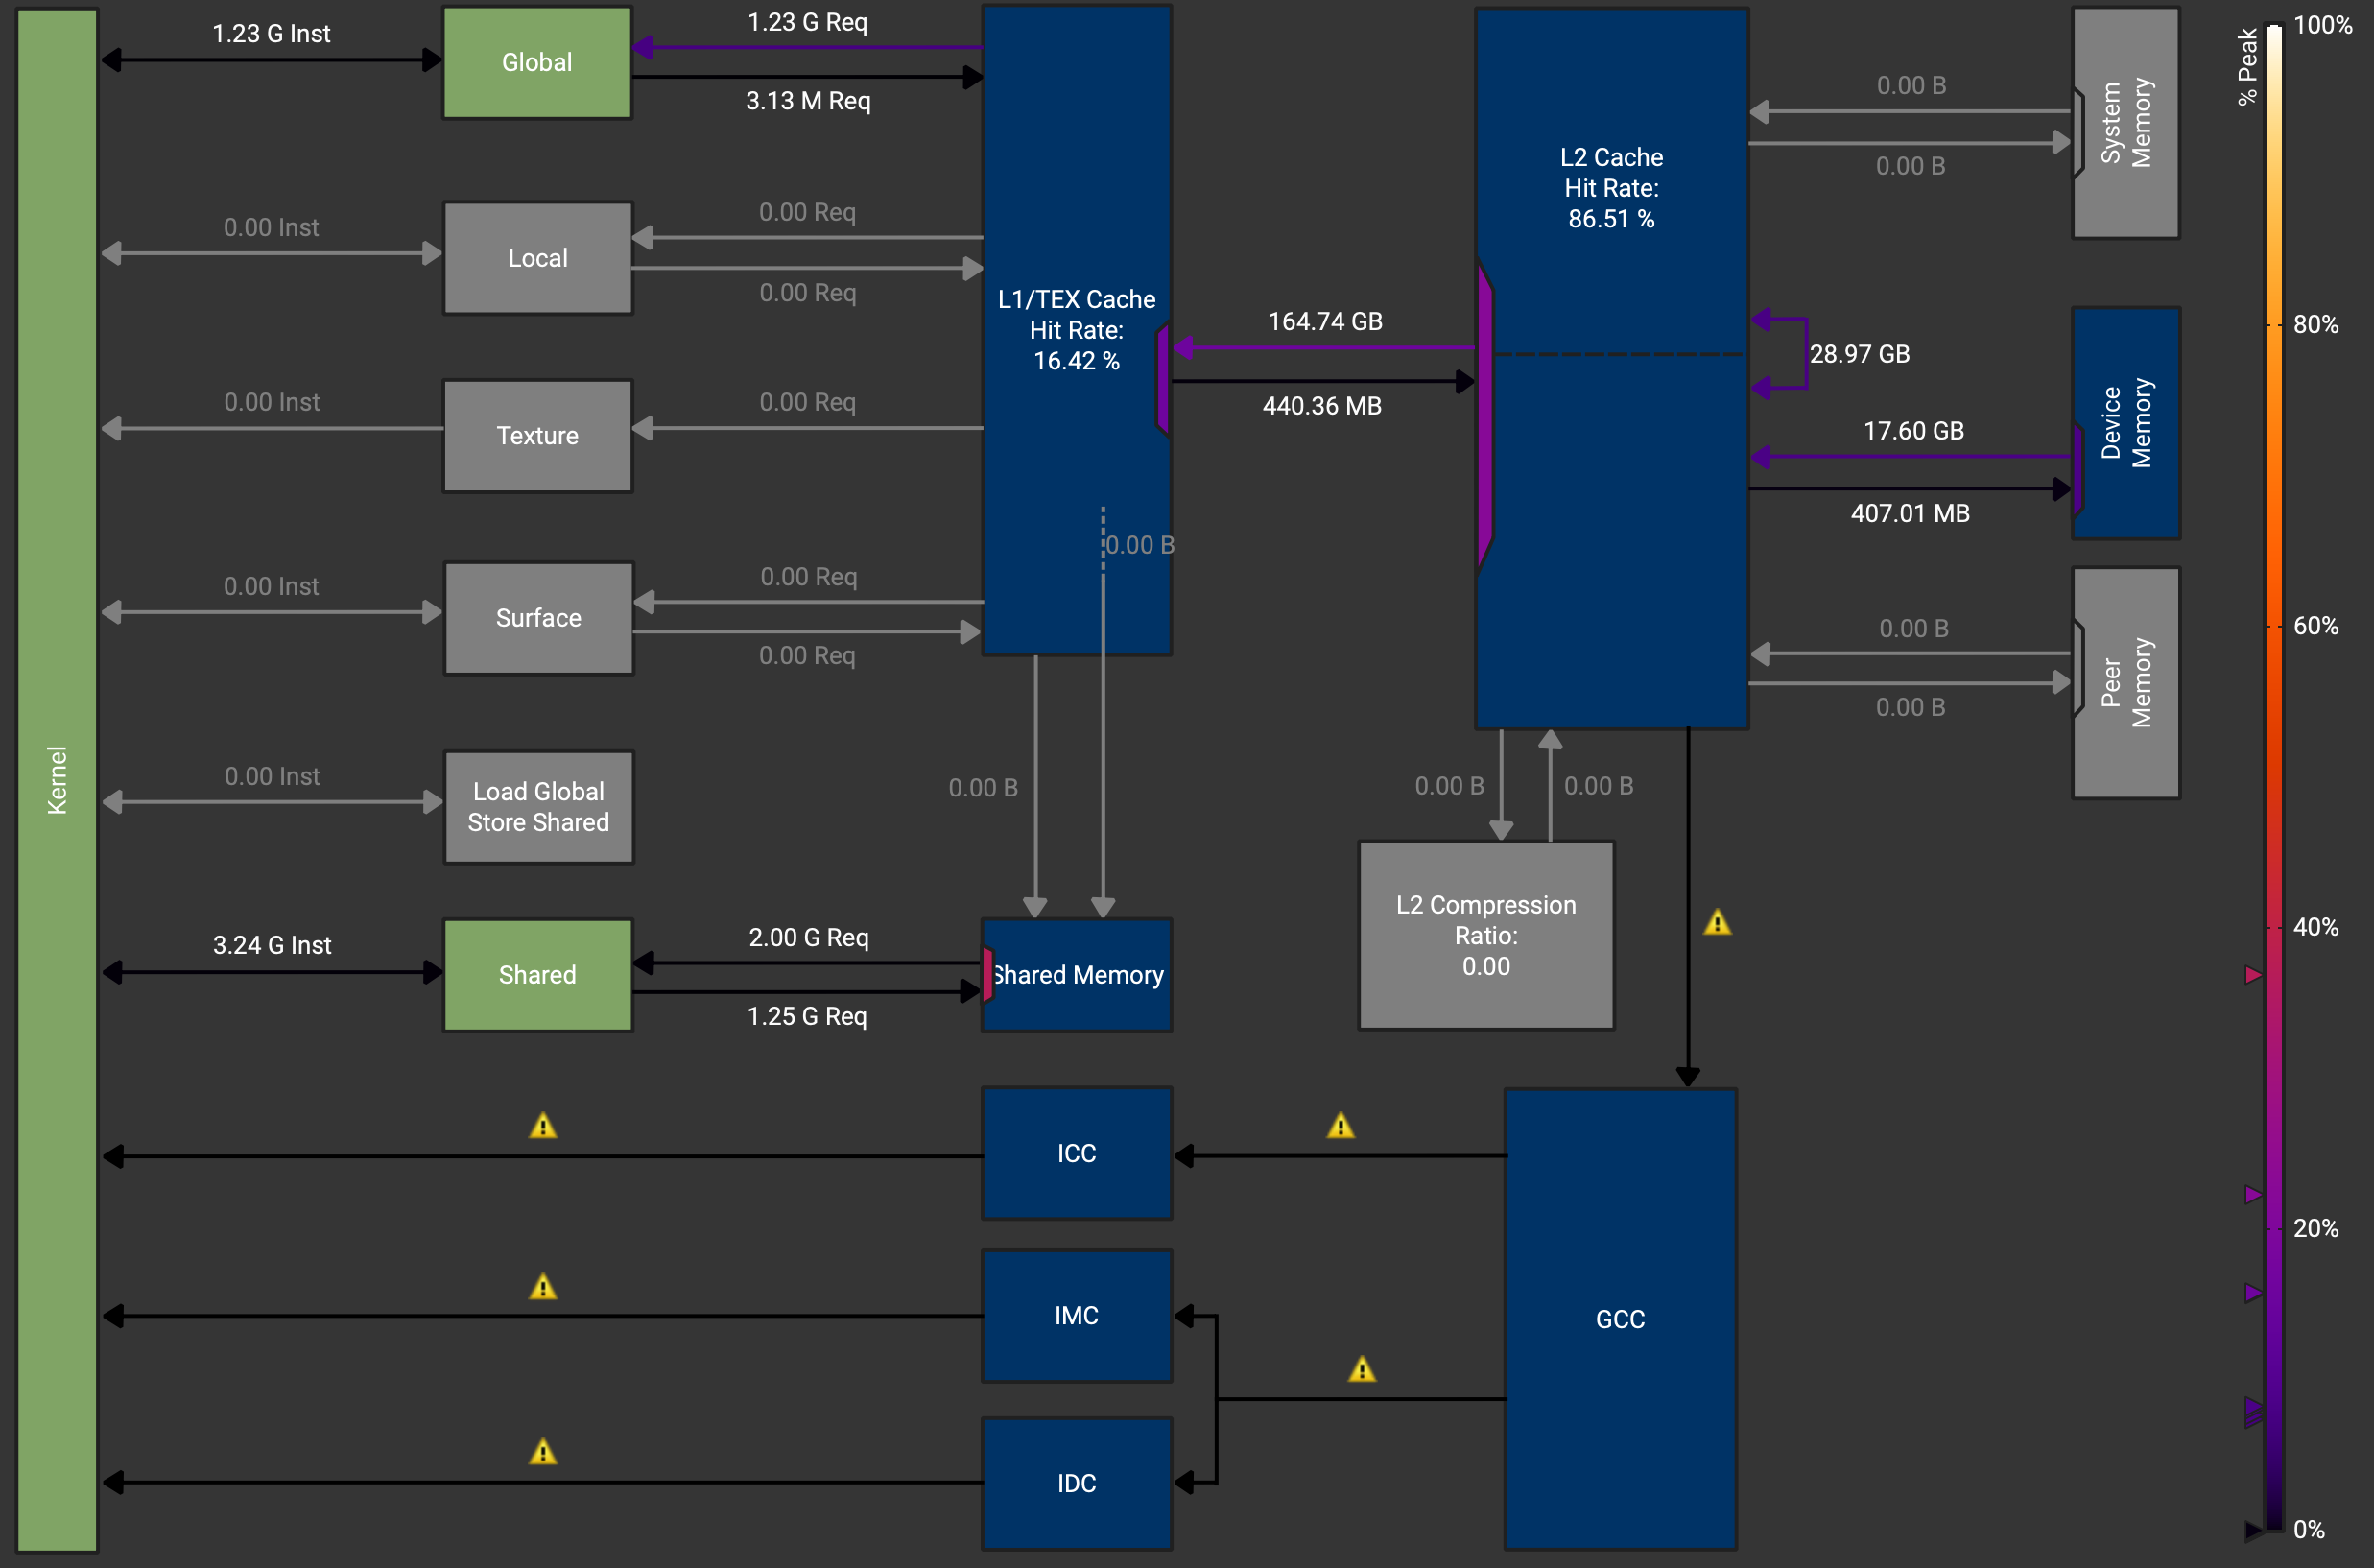 Kernel
1.23 G Inst
Global
1.23 G Req
3.13 M Req
0.00 Inst
Local
0.00 Req
0.00 Req
0.00 Inst
Texture
0.00 Req
0.00 Inst
Surface
0.00 Req
0.00 Req
0.00 Inst
Load Global
Store Shared
3.24 G Inst
Shared
2.00 G Req
1.25 G Req
L1/TEX Cache
Hit Rate:
16.42 %
0.00 B
0.00 B
Shared Memory
ICC
IMC
IDC
164.74 GB
440.36 MB
L2 Cache
Hit Rate:
86.51 %
0.00 B
0.00 B
L2 Compression
Ratio:
0.00
GCC
0.00 B
0.00 B
28.97 GB
17.60 GB
407.01 MB
0.00 B
0.00 B
System
Memory
Device
Memory
Peer
Memory
% Peak
100%
80%
60%
40%
20%
0%